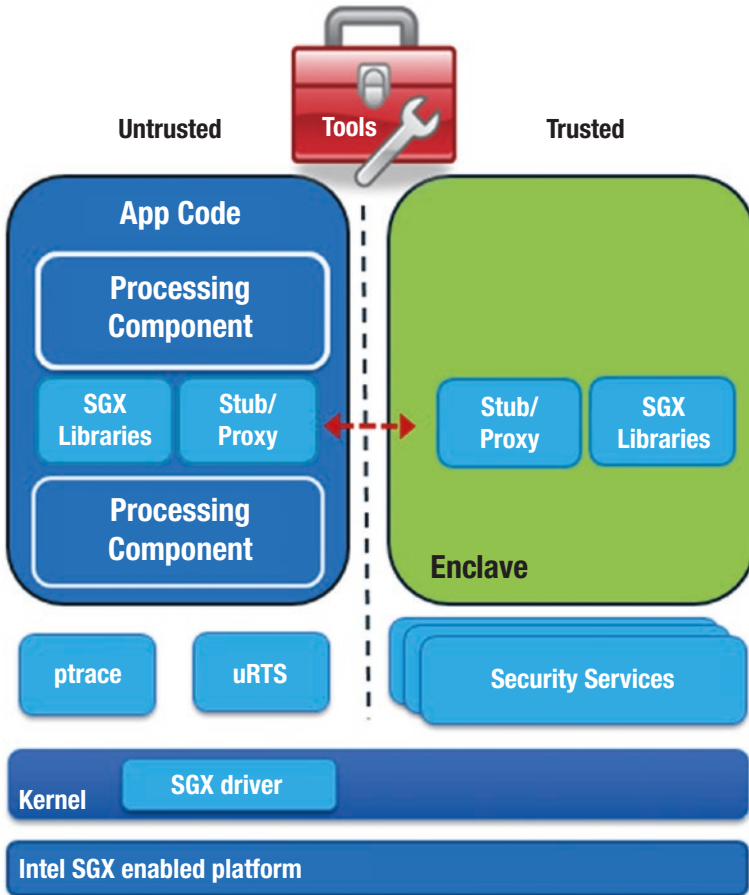 Untrusted
Tools
Trusted
App Code
Processing
Component
SGX
Libraries
Stub/
Proxy
Processing
Component
Stub/
Proxy
SGX
Libraries
Enclave
ptrace
uRTS
Security Services
Kernel
SGX driver
Intel SGX enabled platform